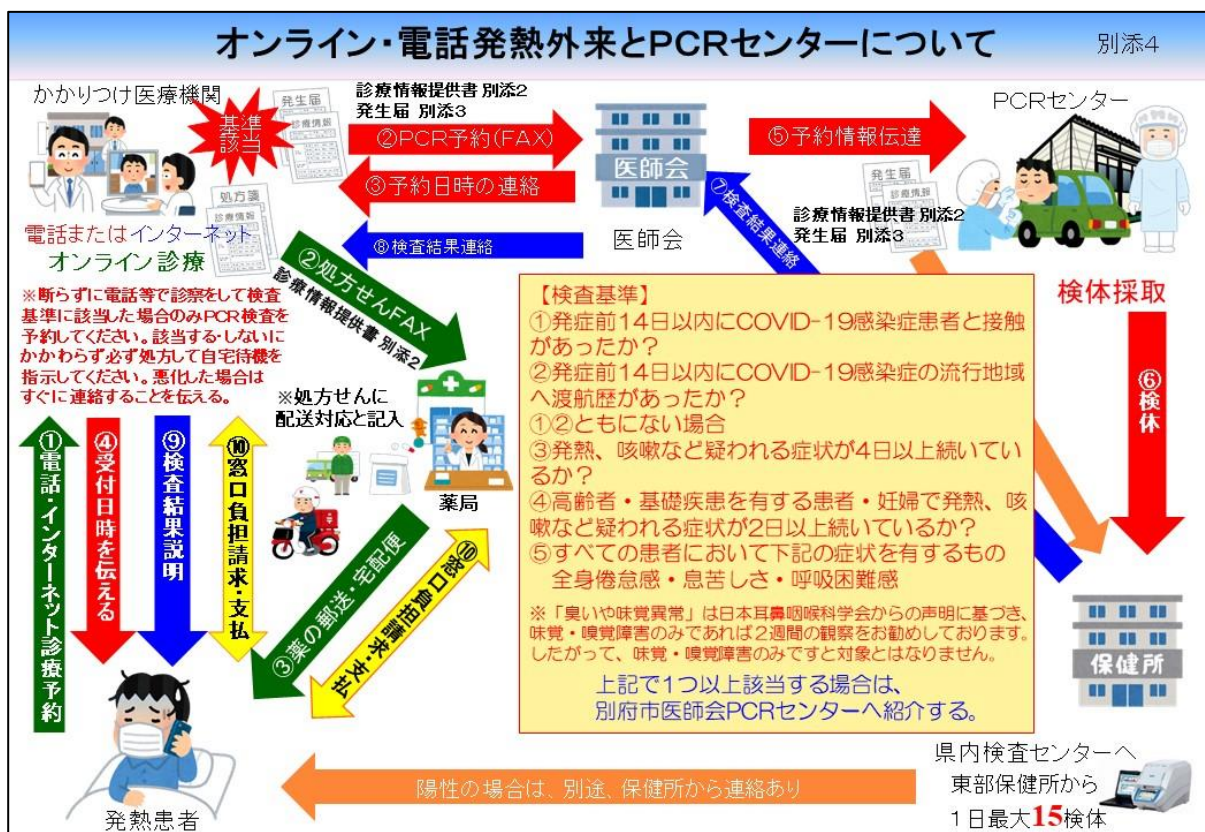 オンライン・電話発熱外来とPCRセンターについて
別添4
かかりつけ医療機関
基準
該当
発生届
診療情報
診療情報提供書 別添2
発生届 別添3
②PCR予約(FAX)
③予約日時の連絡
⑧検査結果連絡
医師会
医師会
⑤予約情報伝達
PCRセンター
発生届
診療情報
診療情報提供書 別添2
発生届 別添3
⑦検査結果連絡
処方箋
診療情報
電話またはインターネット
オンライン診療
②処方せんFAX
診療情報提供書 別添2
※断らずに電話等で診察をして検査
基準に該当した場合のみPCR検査を
予約してください。該当する・しないに
かかわらず必ず処方して自宅待機を
指示してください。悪化した場合は
すぐに連絡することを伝える。
※処方せんに
配送対応と記入
薬局
①電話・インターネット診療予約
④受付日時を伝える
⑨検査結果説明
⑩窓口負担請求・支払
③薬の郵送・宅配便
⑩窓口負担請求・支払
【検査基準】
①発症前14日以内にCOVID-19感染症患者と接触
があったか？
②発症前14日以内にCOVID-19感染症の流行地域
へ渡航歴があったか？
①②ともにない場合
③発熱、咳嗽など疑われる症状が4日以上続いてい
るか？
④高齢者・基礎疾患を有する患者・妊婦で発熱、咳
嗽など疑われる症状が2日以上続いているか？
⑤すべての患者において下記の症状を有するもの
全身倦怠感・息苦しさ・呼吸困難感
※「臭いや味覚異常」は日本耳鼻咽喉科学会からの声明に基づき、
味覚・嗅覚障害のみであれば２週間の観察をお勧めしております。
したがって、味覚・嗅覚障害のみですと対象とはなりません。
上記で１つ以上該当する場合は、
別府市医師会PCRセンターへ紹介する。
検体採取
⑥検体
保健所
発熱患者
陽性の場合は、別途、保健所から連絡あり
県内検査センターへ
東部保健所から
１日最大15検体